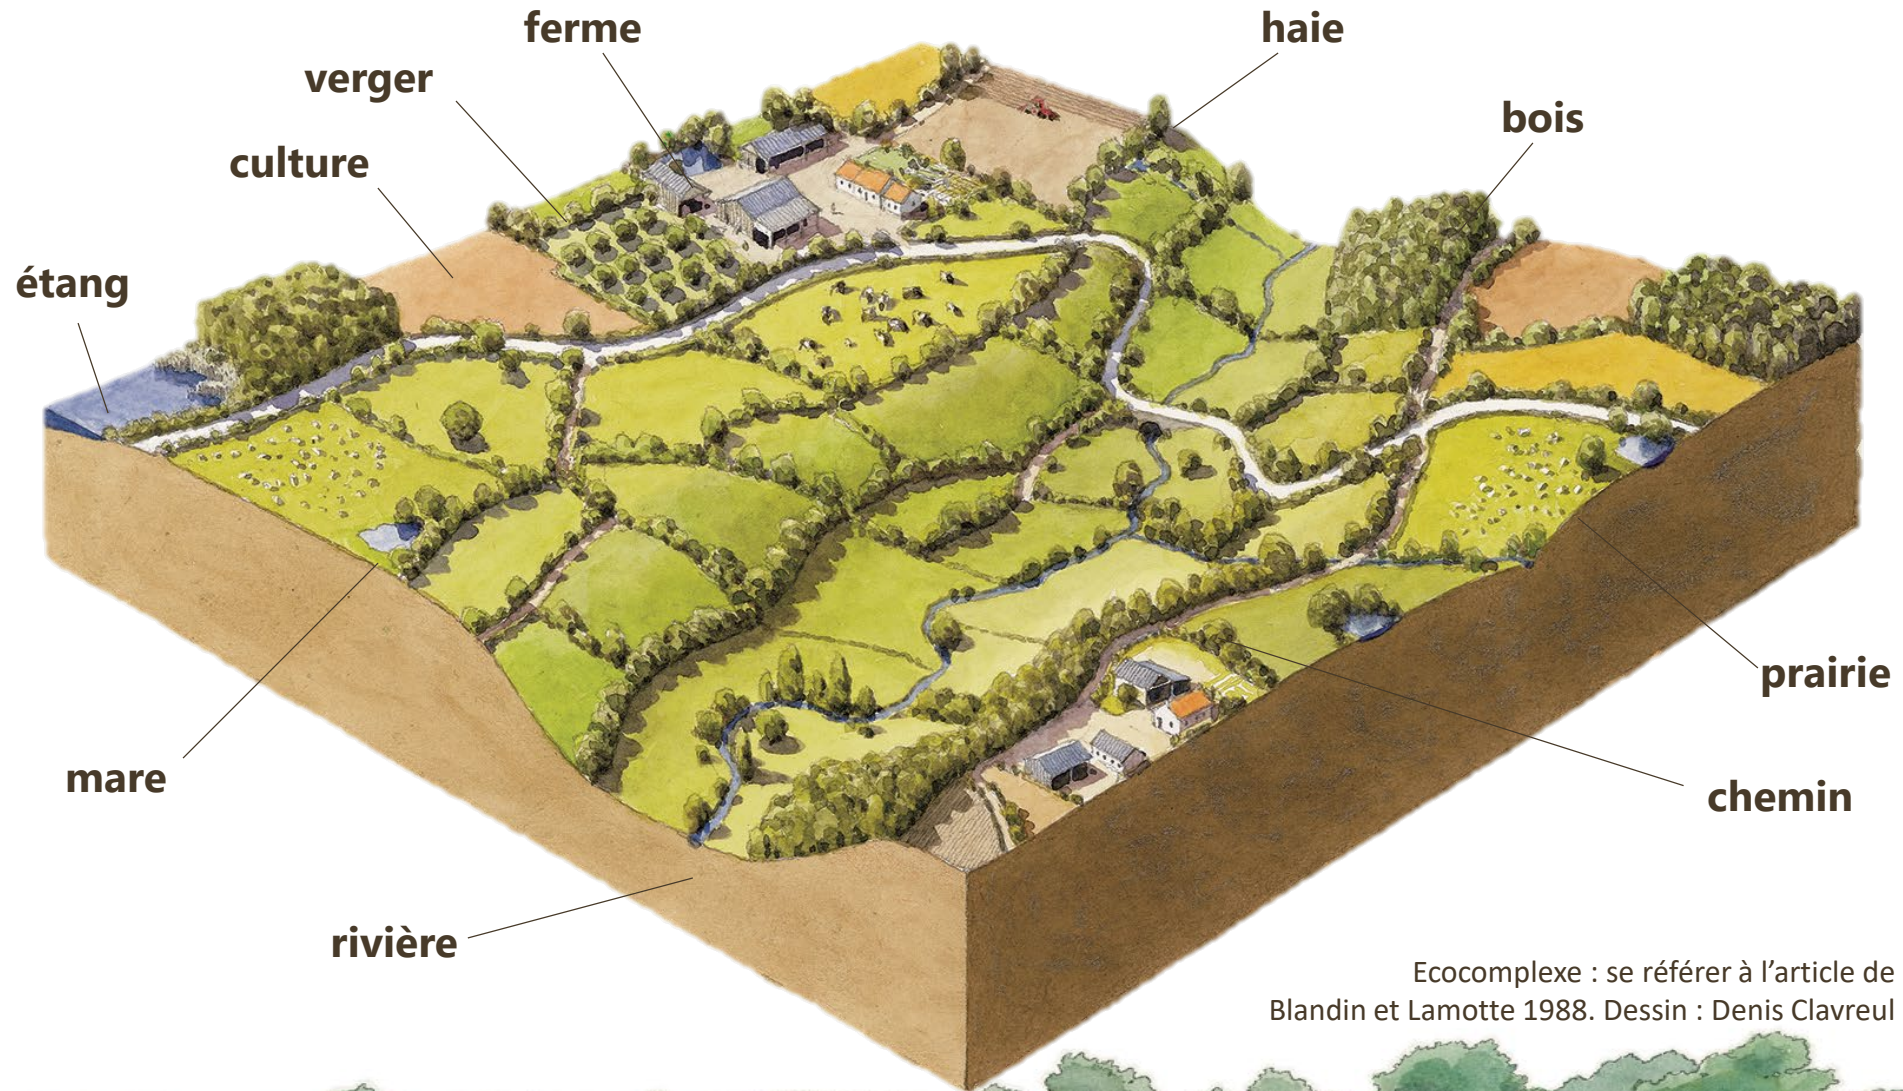 ferme
haie
verger
bois
culture
étang
prairie
mare
chemin
rivière
Ecocomplexe : se référer à l’article de
Blandin et Lamotte 1988. Dessin : Denis Clavreul